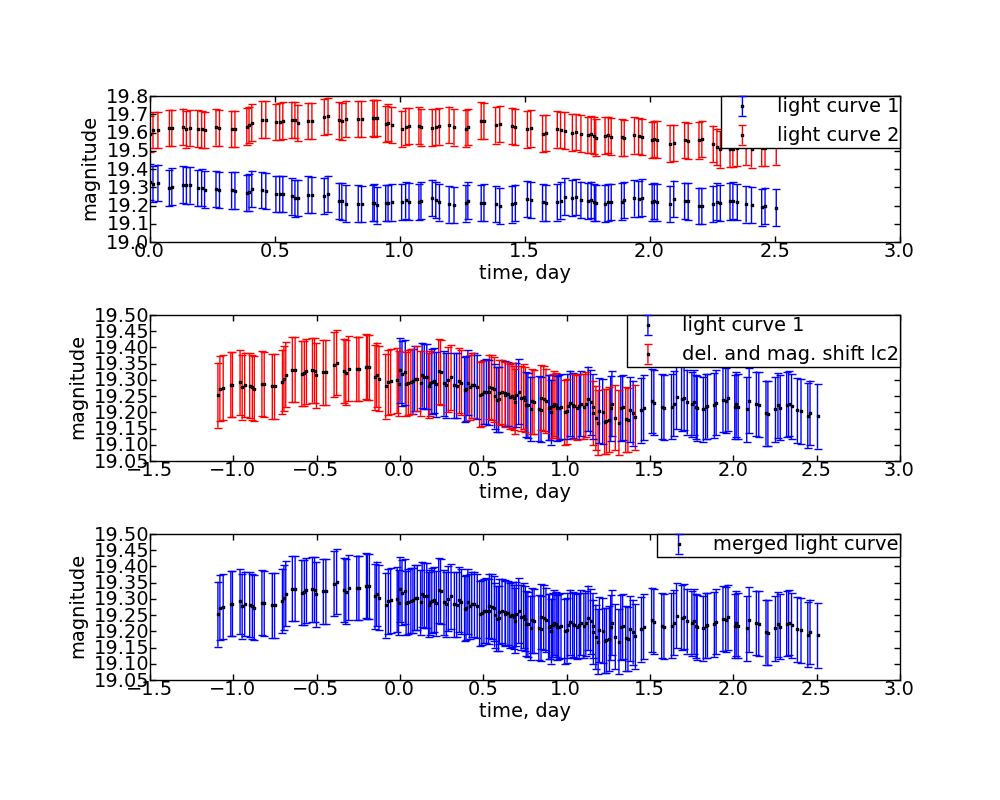 19.8
19.7
19.6
19.5
19.4
19.3
19.2
19.1
19.0
magnitude
light curve 1
light curve 2
0.0 0.5 1.0 1.5 2.0 2.5 3.0
time, day
19.50
19.45
19.40
19.35
19.30
19.25
19.20
19.15
19.10
19.05
magnitude
light curve 1
del. and mag. shift lc2
−1.5 −1.0 −0.5 0.0 0.5 1.0 1.5 2.0 2.5 3.0
time, day
19.50
19.45
19.40
19.35
19.30
19.25
19.20
19.15
19.10
19.05
magnitude
merged light curve
−1.5 −1.0 −0.5 0.0 0.5 1.0 1.5 2.0 2.5 3.0
time, day